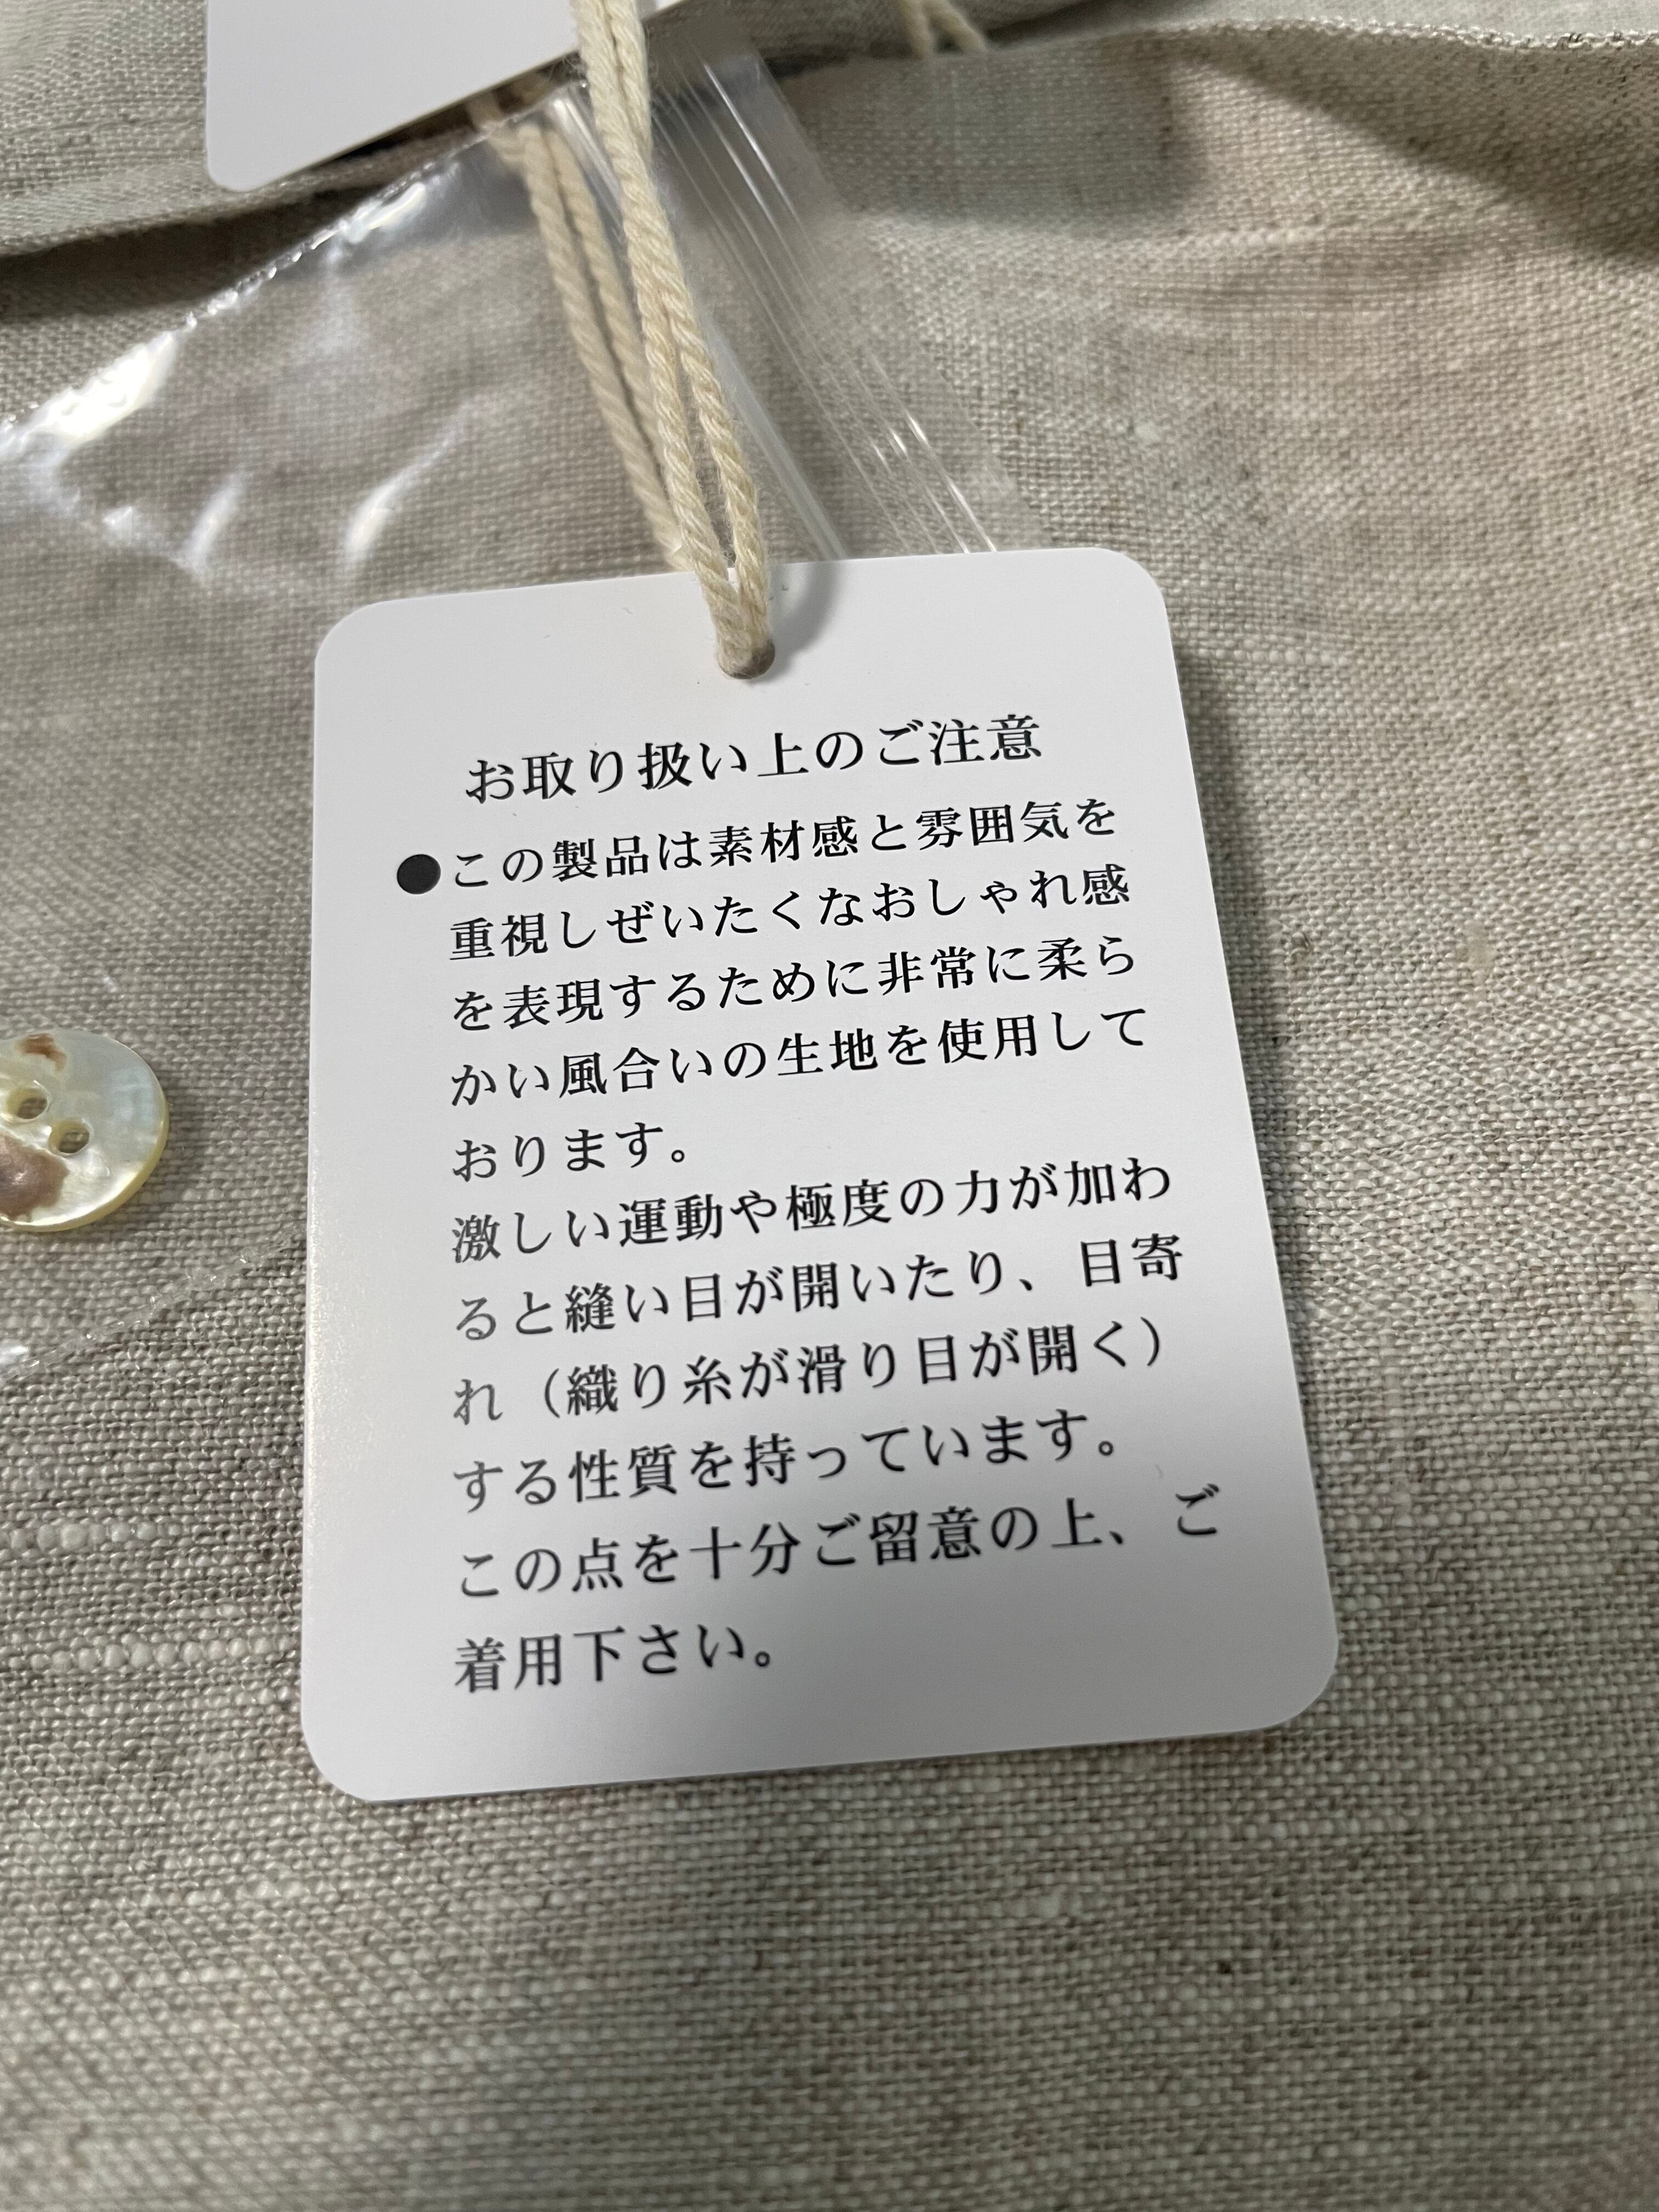 お取り扱い上のご注意
●この製品は素材感と雰囲気を
重視しぜいたくなおしゃれ感
を表現するために非常に柔ら
かい風合いの生地を使用して
おります。
激しい運動や極度の力が加わ
ると縫い目が開いたり、目寄
れ（織り糸が滑り目が開く）
する性質を持っています。
この点を十分ご留意の上、ご
着用下さい。